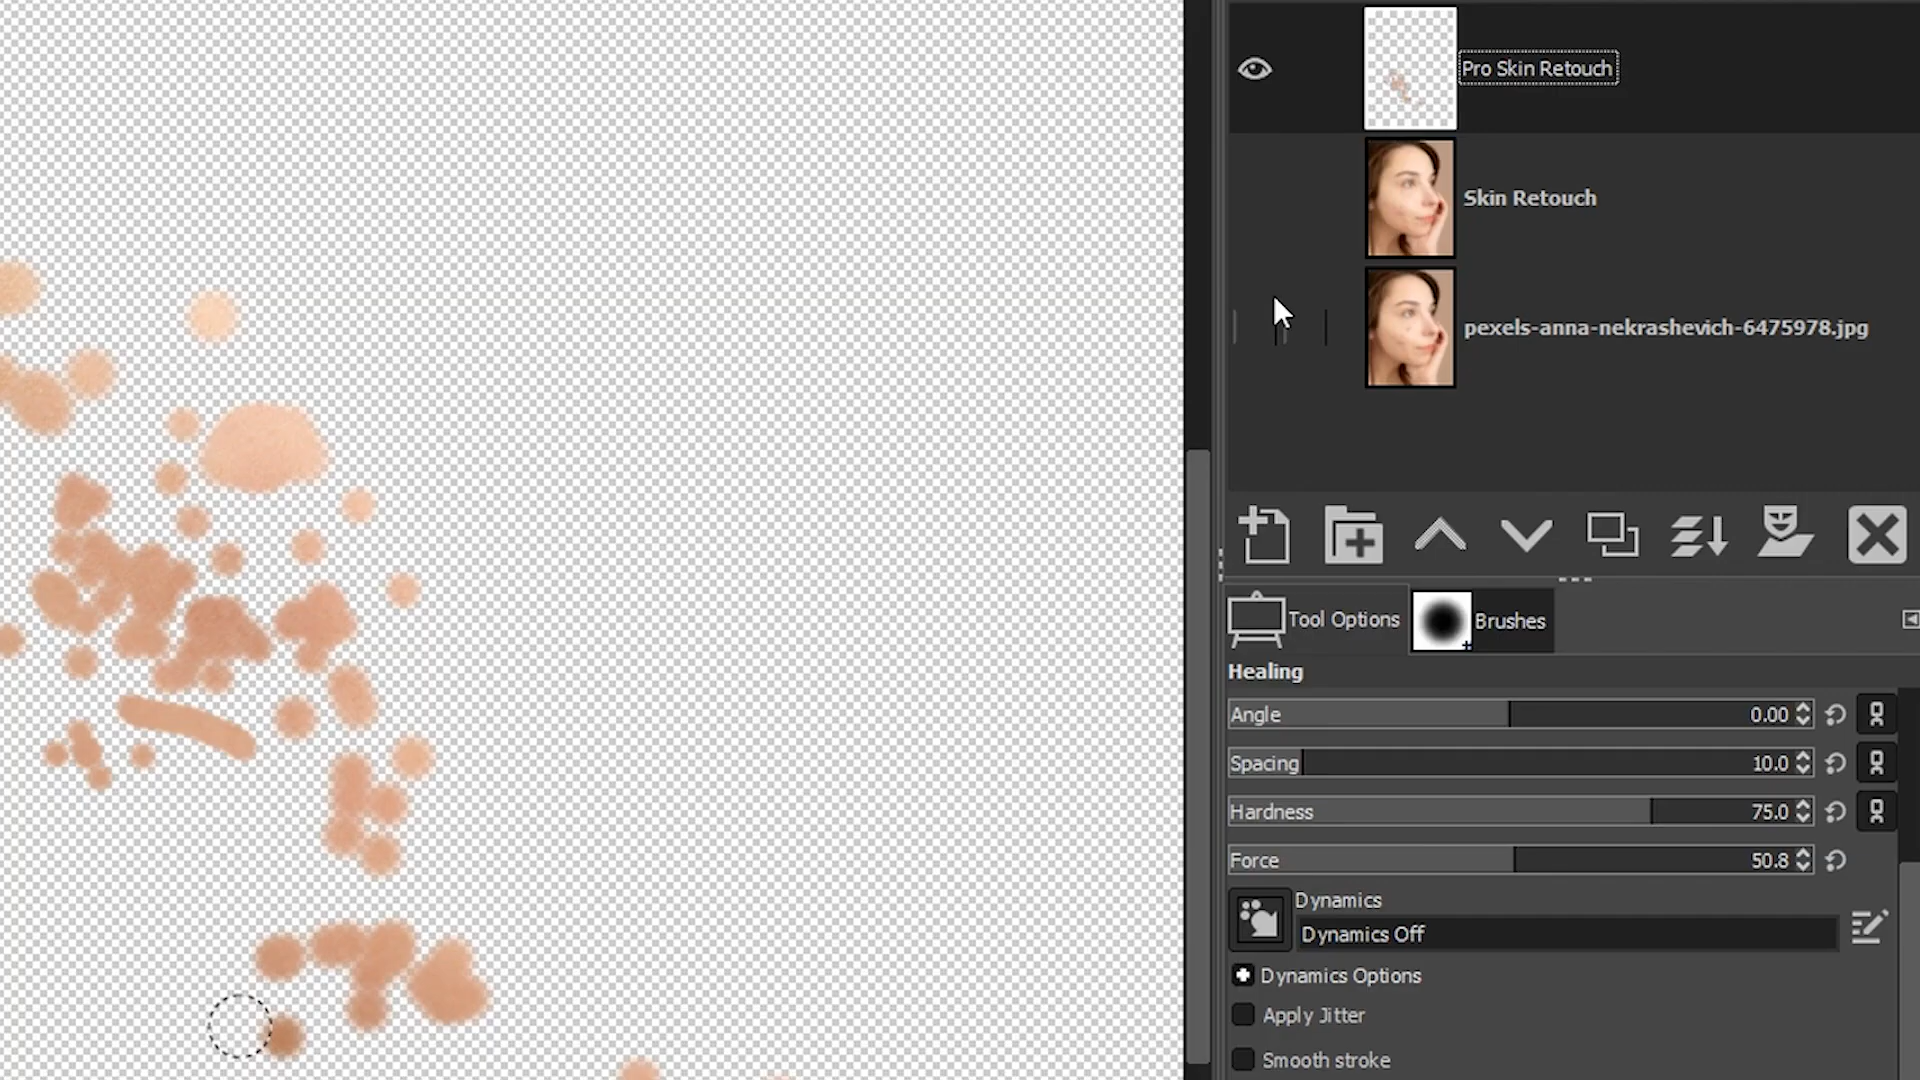 Pro Skin Retouch
Skin Retouch
pexels-anna-nekrashevich-6475978.jpg
Tool Options
Brushes
Healing
Angle 0.00
Spacing 10.0
Hardness 75.0
Force 50.8
Dynamics
Dynamics Off
Dynamics Options
Apply Jitter
Smooth stroke